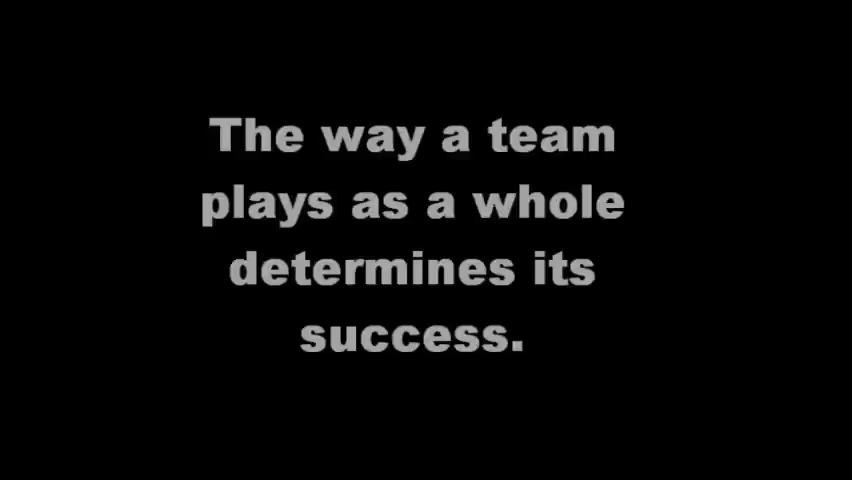 The way a team
plays as a whole
determines its
success.